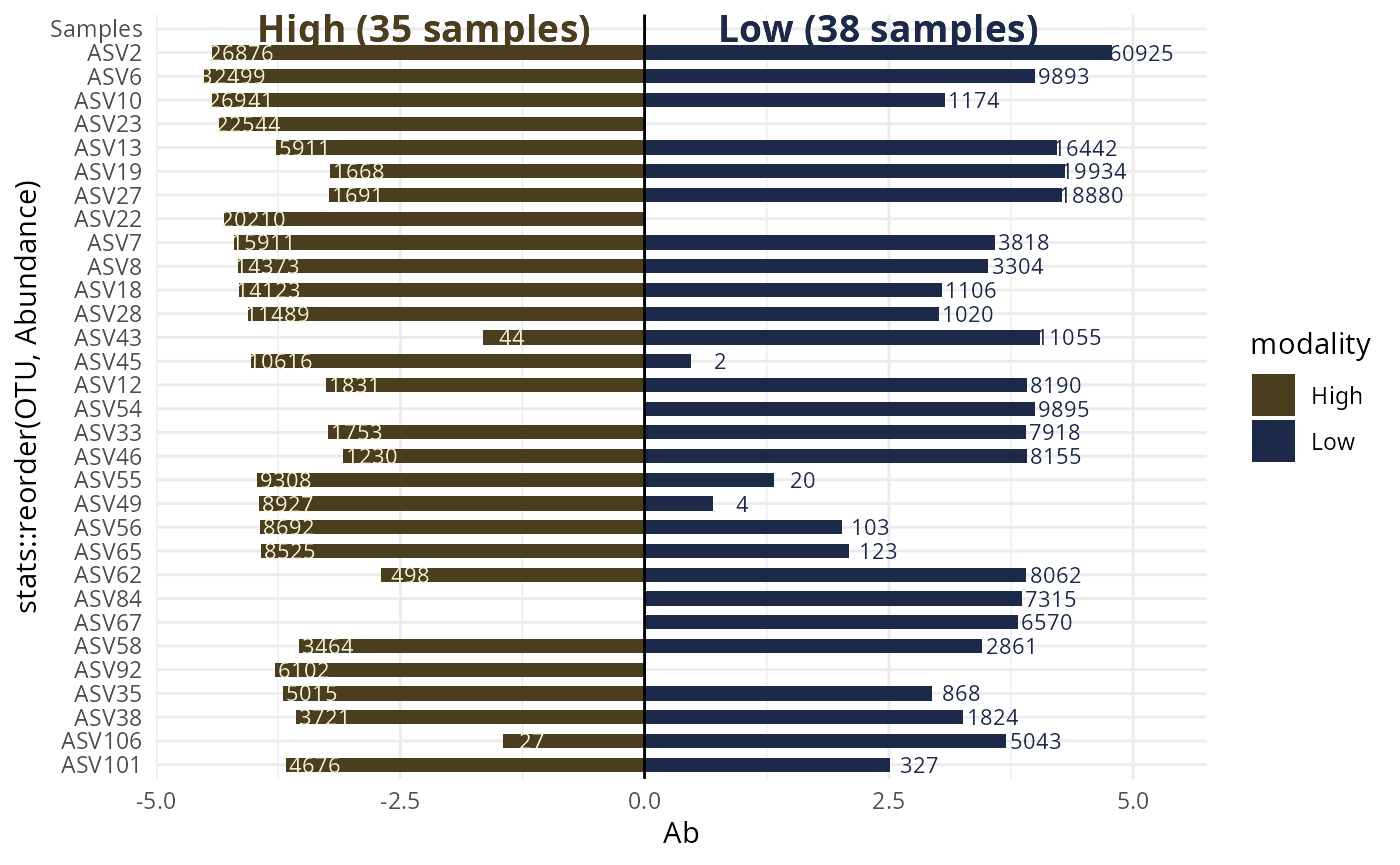 High (35 samples) Low (38 samples)
Samples
ASV2 26876 60925
ASV6 32499 9893
ASV10 26941 1174
ASV23 22544
ASV13 5911 16442
ASV19 1668 19934
ASV27 1691 18880
ASV22 20210
ASV7 15911 3818
ASV8 14373 3304
ASV18 14123 1106
ASV28 11489 1020
ASV43 44 11055
ASV45 10616 2
ASV12 1831 8190
ASV54 9895
ASV33 1753 7918
ASV46 1230 8155
ASV55 9308 20
ASV49 8927 4
ASV56 8692 103
ASV65 8525 123
ASV62 498 8062
ASV84 7315
ASV67 6570
ASV58 3464 2861
ASV92 6102
ASV35 5015 868
ASV38 3721 1824
ASV106 27 5043
ASV101 4676 327
-5.0 -2.5 0.0 2.5 5.0
Ab
stats::reorder(OTU, Abundance)
modality
High
Low